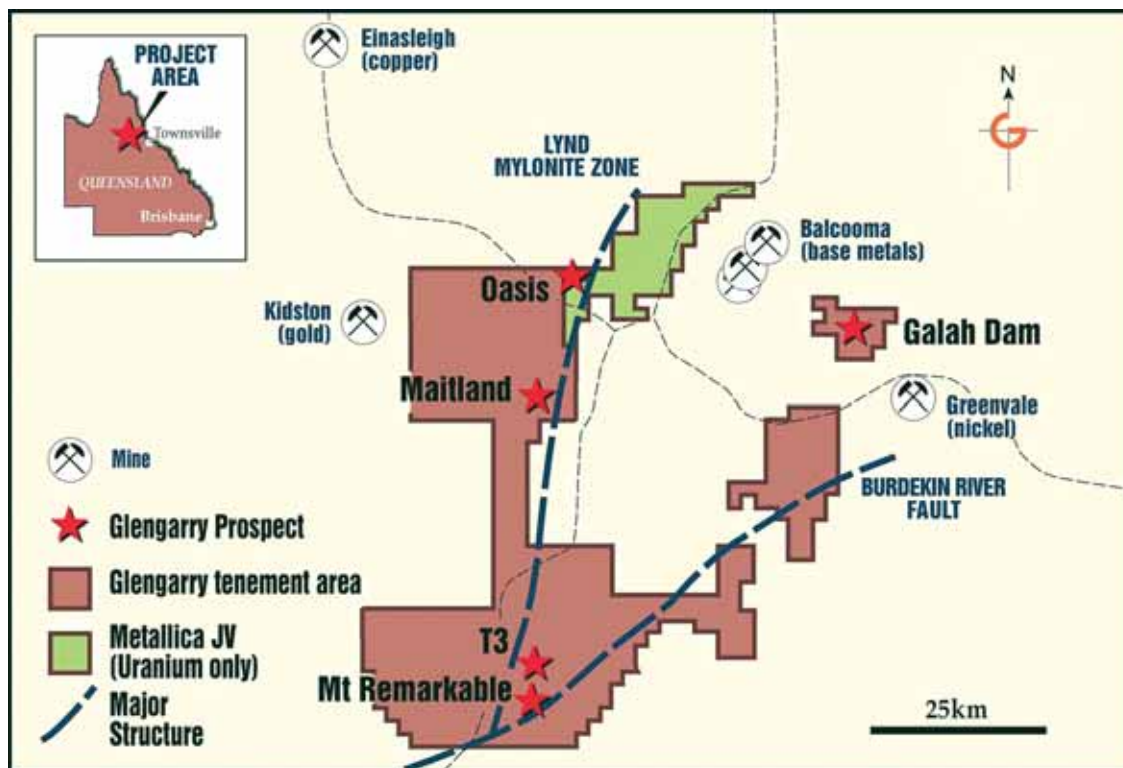 PROJECT
AREA
Townsville
QUEENSLAND
Brisbane
Einasleigh
(copper)
N
G
LYND
MYLONITE ZONE
Balcooma
(base metals)
Oasis
Kidston
(gold)
Galah Dam
Maitland
Greenvale
(nickel)
BURDEKIN RIVER
FAULT
Mine
Glengarry Prospect
Glengarry tenement area
Metallica JV
(Uranium only)
Major
Structure
T3
Mt Remarkable
25km